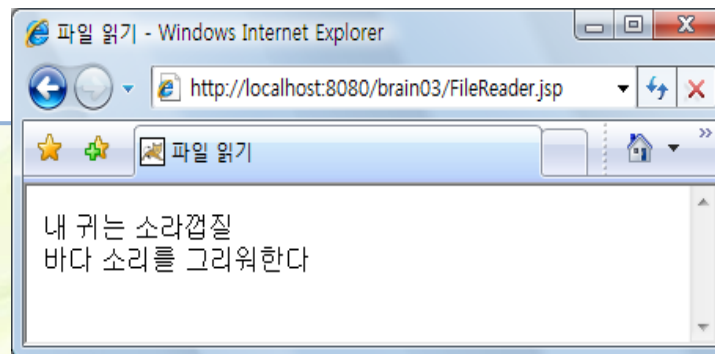 파일 읽기 - Windows Internet Explorer
http://localhost:8080/brain03/FileReader.jsp
파일 읽기
내 귀는 소라껍질
바다 소리를 그리워한다